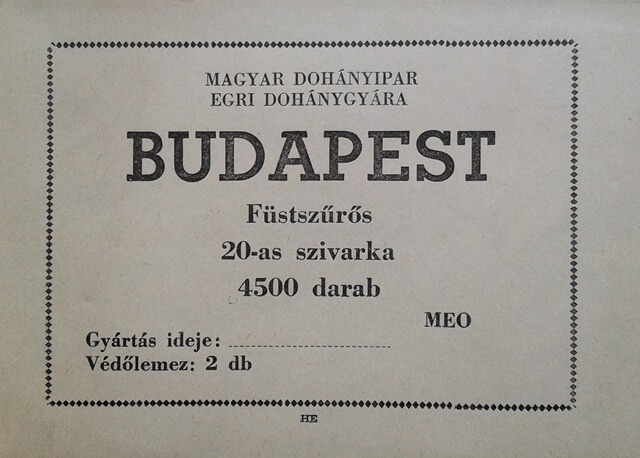 MAGYAR DOHÁNYIPAR
EGRI DOHÁNYGYÁRA
BUDAPEST
Füstszűrős
20-as szivarka
4500 darab
MEO
Gyártás ideje:
Védőlemez: 2 db
HE